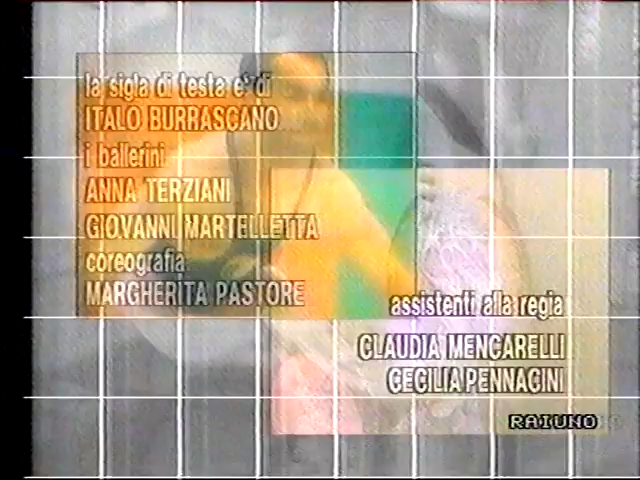 la sigla di testa e' di
ITALO BURRASCANO
i ballerini
ANNA TERZIANI
GIOVANNI MARTELLETTA
coreografia
MARGHERITA PASTORE
assistenti alla regia
CLAUDIA MENCARELLI
CECILIA PENNACINI
RAIUNO